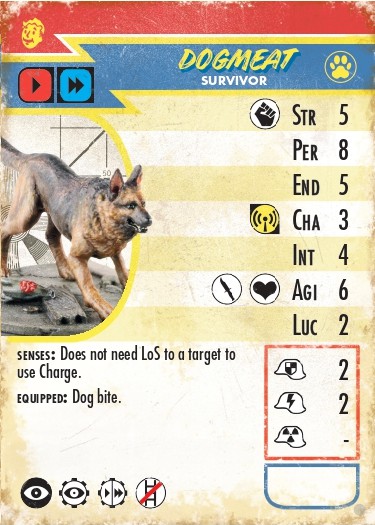 DOGMEAT
SURVIVOR
STR 5
PER 8
END 5
CHA 3
INT 4
AGI 6
LUC 2
50
SENSES: Does not need LoS to a target to
use Charge.
EQUIPPED: Dog bite.
2
2
-